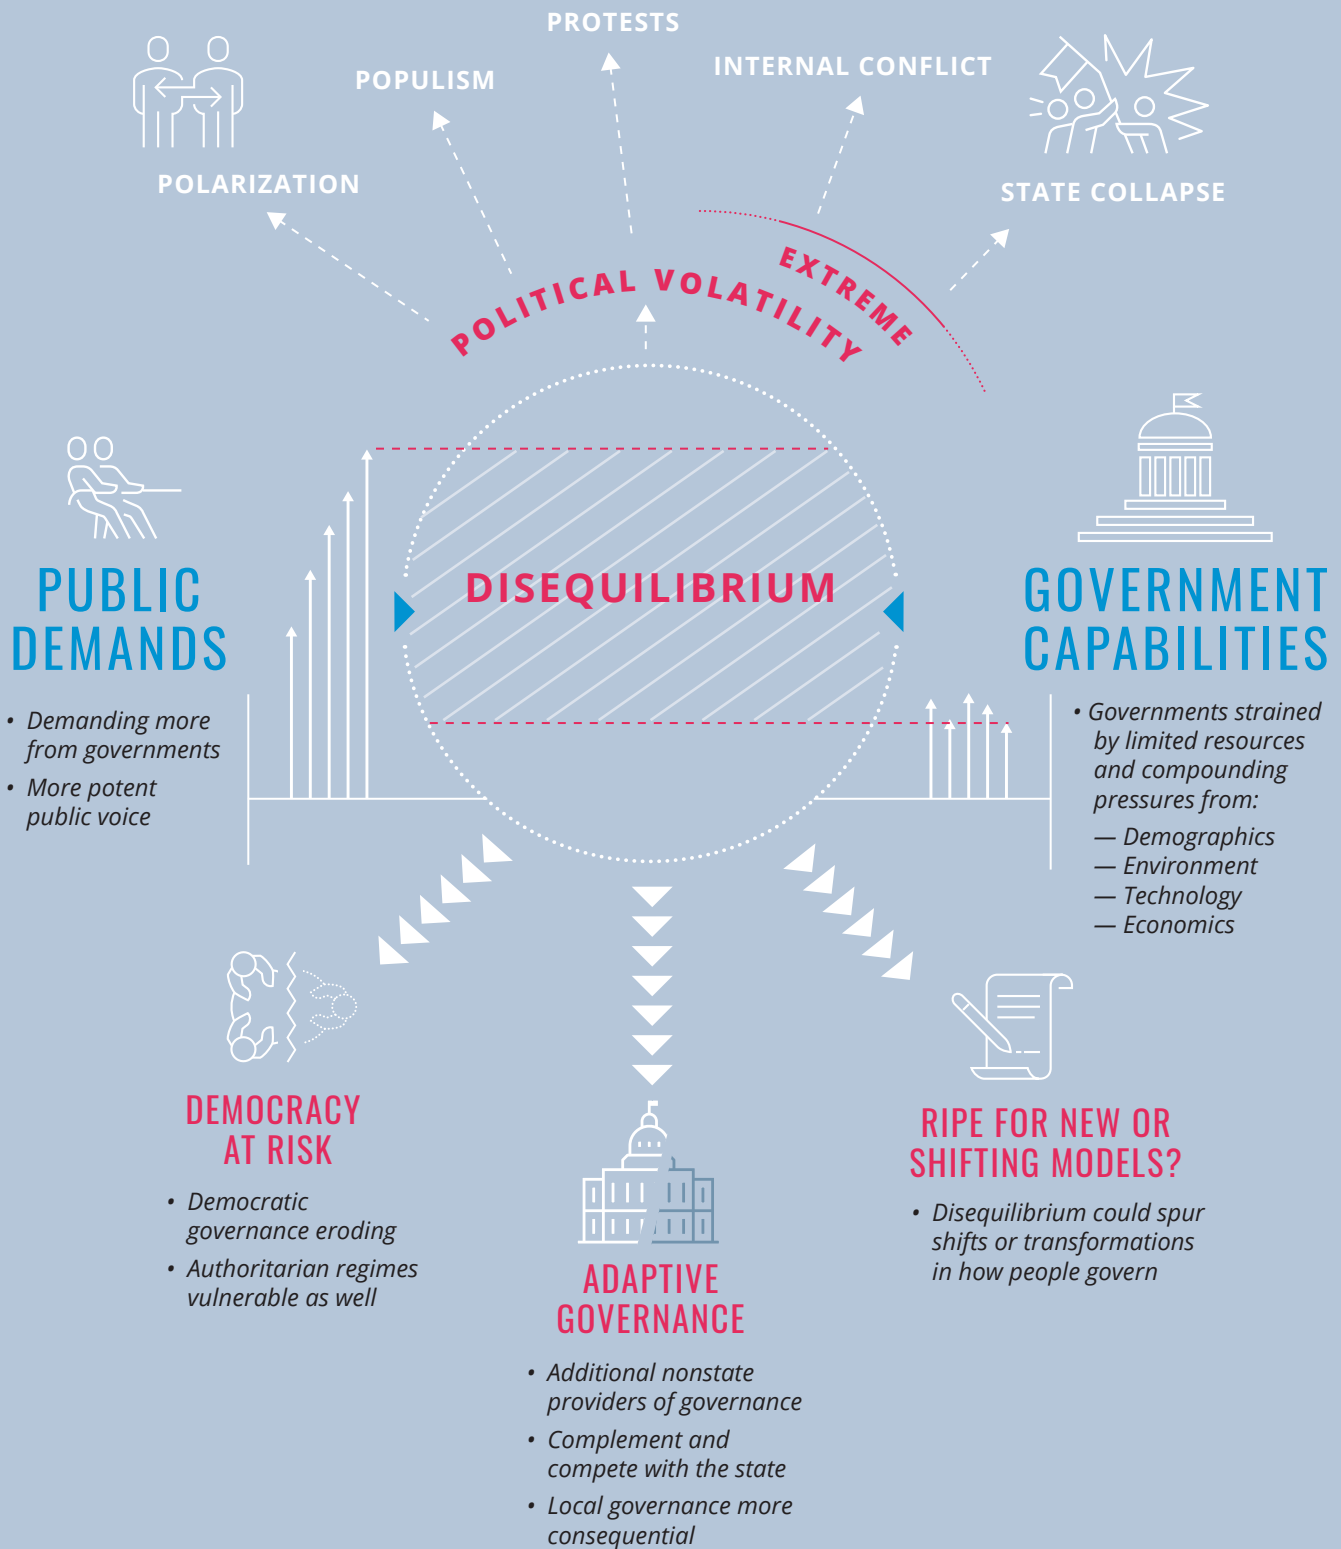 PROTESTS
POPULISM
INTERNAL CONFLICT
POLARIZATION
STATE COLLAPSE
POLITICAL VOLATILITY
EXTREME
DISEQUILIBRIUM
PUBLIC
DEMANDS
• Demanding more
from governments
• More potent
public voice
GOVERNMENT
CAPABILITIES
• Governments strained
by limited resources
and compounding
pressures from:
— Demographics
— Environment
— Technology
— Economics
DEMOCRACY
AT RISK
• Democratic
governance eroding
• Authoritarian regimes
vulnerable as well
ADAPTIVE
GOVERNANCE
• Additional nonstate
providers of governance
• Complement and
compete with the state
• Local governance more
consequential
RIPE FOR NEW OR
SHIFTING MODELS?
• Disequilibrium could spur
shifts or transformations
in how people govern